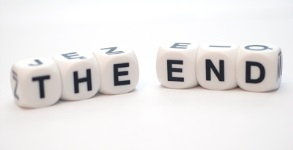 J E Z E I O
THE END